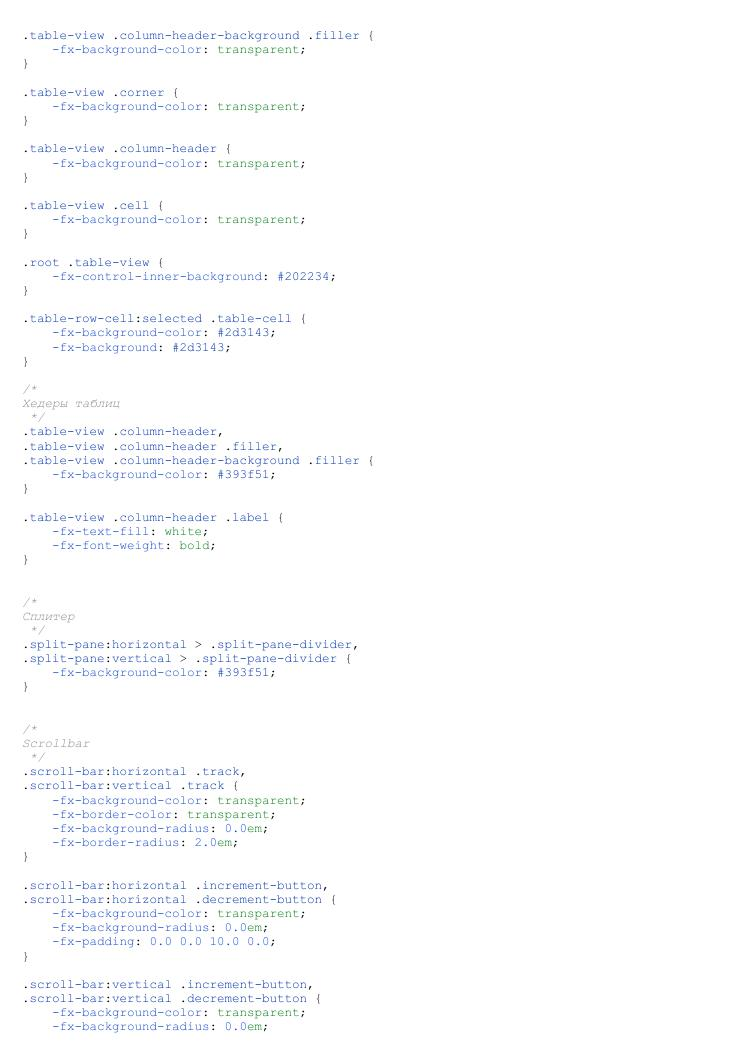 .table-view .column-header-background .filler {
    -fx-background-color: transparent;
}

.table-view .corner {
    -fx-background-color: transparent;
}

.table-view .column-header {
    -fx-background-color: transparent;
}

.table-view .cell {
    -fx-background-color: transparent;
}

.root .table-view {
    -fx-control-inner-background: #202234;
}

.table-row-cell:selected .table-cell {
    -fx-background-color: #2d3143;
    -fx-background: #2d3143;
}

/*
Хедеры таблиц
 */
.table-view .column-header,
.table-view .column-header .filler,
.table-view .column-header-background .filler {
    -fx-background-color: #393f51;
}

.table-view .column-header .label {
    -fx-text-fill: white;
    -fx-font-weight: bold;
}


/*
Сплитер
 */
.split-pane:horizontal > .split-pane-divider,
.split-pane:vertical > .split-pane-divider {
    -fx-background-color: #393f51;
}


/*
Scrollbar
 */
.scroll-bar:horizontal .track,
.scroll-bar:vertical .track {
    -fx-background-color: transparent;
    -fx-border-color: transparent;
    -fx-background-radius: 0.0em;
    -fx-border-radius: 2.0em;
}

.scroll-bar:horizontal .increment-button,
.scroll-bar:horizontal .decrement-button {
    -fx-background-color: transparent;
    -fx-background-radius: 0.0em;
    -fx-padding: 0.0 0.0 10.0 0.0;
}

.scroll-bar:vertical .increment-button,
.scroll-bar:vertical .decrement-button {
    -fx-background-color: transparent;
    -fx-background-radius: 0.0em;